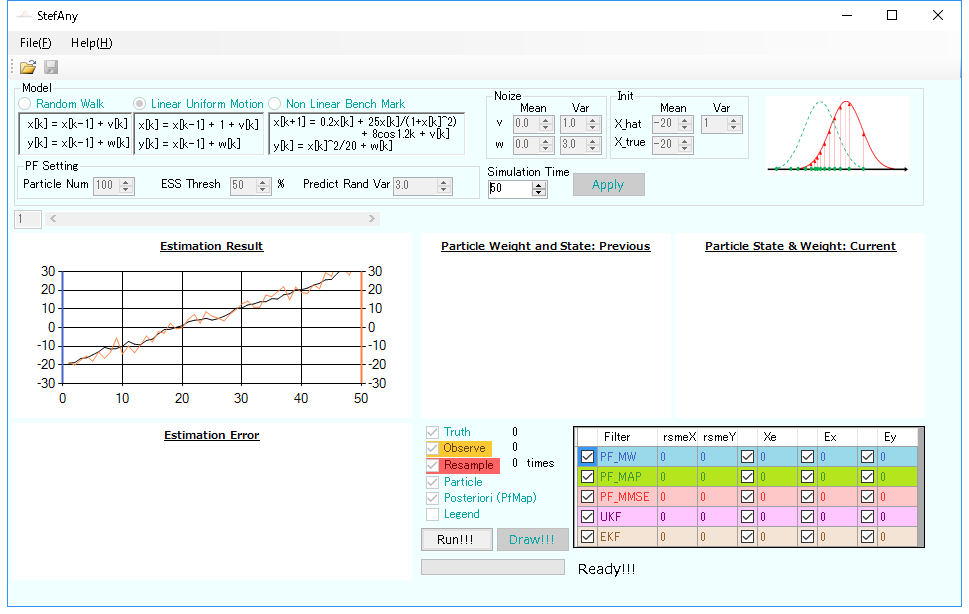 StefAny
File(F) Help(H)
Model
Random Walk Linear Uniform Motion Non Linear Bench Mark
x[k] = x[k-1] + v[k]
y[k] = x[k-1] + w[k]
x[k] = x[k-1] + 1 + v[k]
y[k] = x[k-1] + w[k]
x[k+1] = 0.2x[k] + 25x[k]/(1+x[k]^2)
+ 8cos1.2k + v[k]
y[k] = x[k]^2/20 + w[k]
Noize
Mean Var
v 0.0 1.0
w 0.0 3.0
Init
Mean Var
X_hat -20 1
X_true -20
PF Setting
Particle Num 100 ESS Thresh 50 % Predict Rand Var 3.0
Simulation Time
50 Apply
1
Estimation Result
30 30
20 20
10 10
0 0
-10 -10
-20 -20
-30 -30
0 10 20 30 40 50
Particle Weight and State: Previous
Particle State & Weight: Current
Estimation Error
Truth 0
Observe 0
Resample 0 times
Particle
Posteriori (PfMap)
Legend
Run!!! Draw!!!
Filter rsmeX rsmeY Xe Ex Ey
PF_MW 0 0 0 0 0
PF_MAP 0 0 0 0 0
PF_MMSE 0 0 0 0 0
UKF 0 0 0 0 0
EKF 0 0 0 0 0
Ready!!!